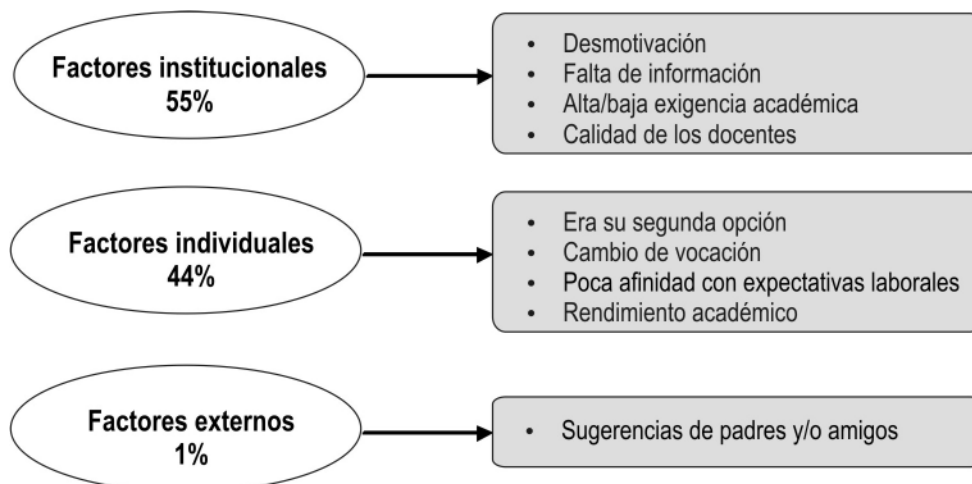 Factores institucionales
55%
• Desmotivación
• Falta de información
• Alta/baja exigencia académica
• Calidad de los docentes
Factores individuales
44%
• Era su segunda opción
• Cambio de vocación
• Poca afinidad con expectativas laborales
• Rendimiento académico
Factores externos
1%
• Sugerencias de padres y/o amigos